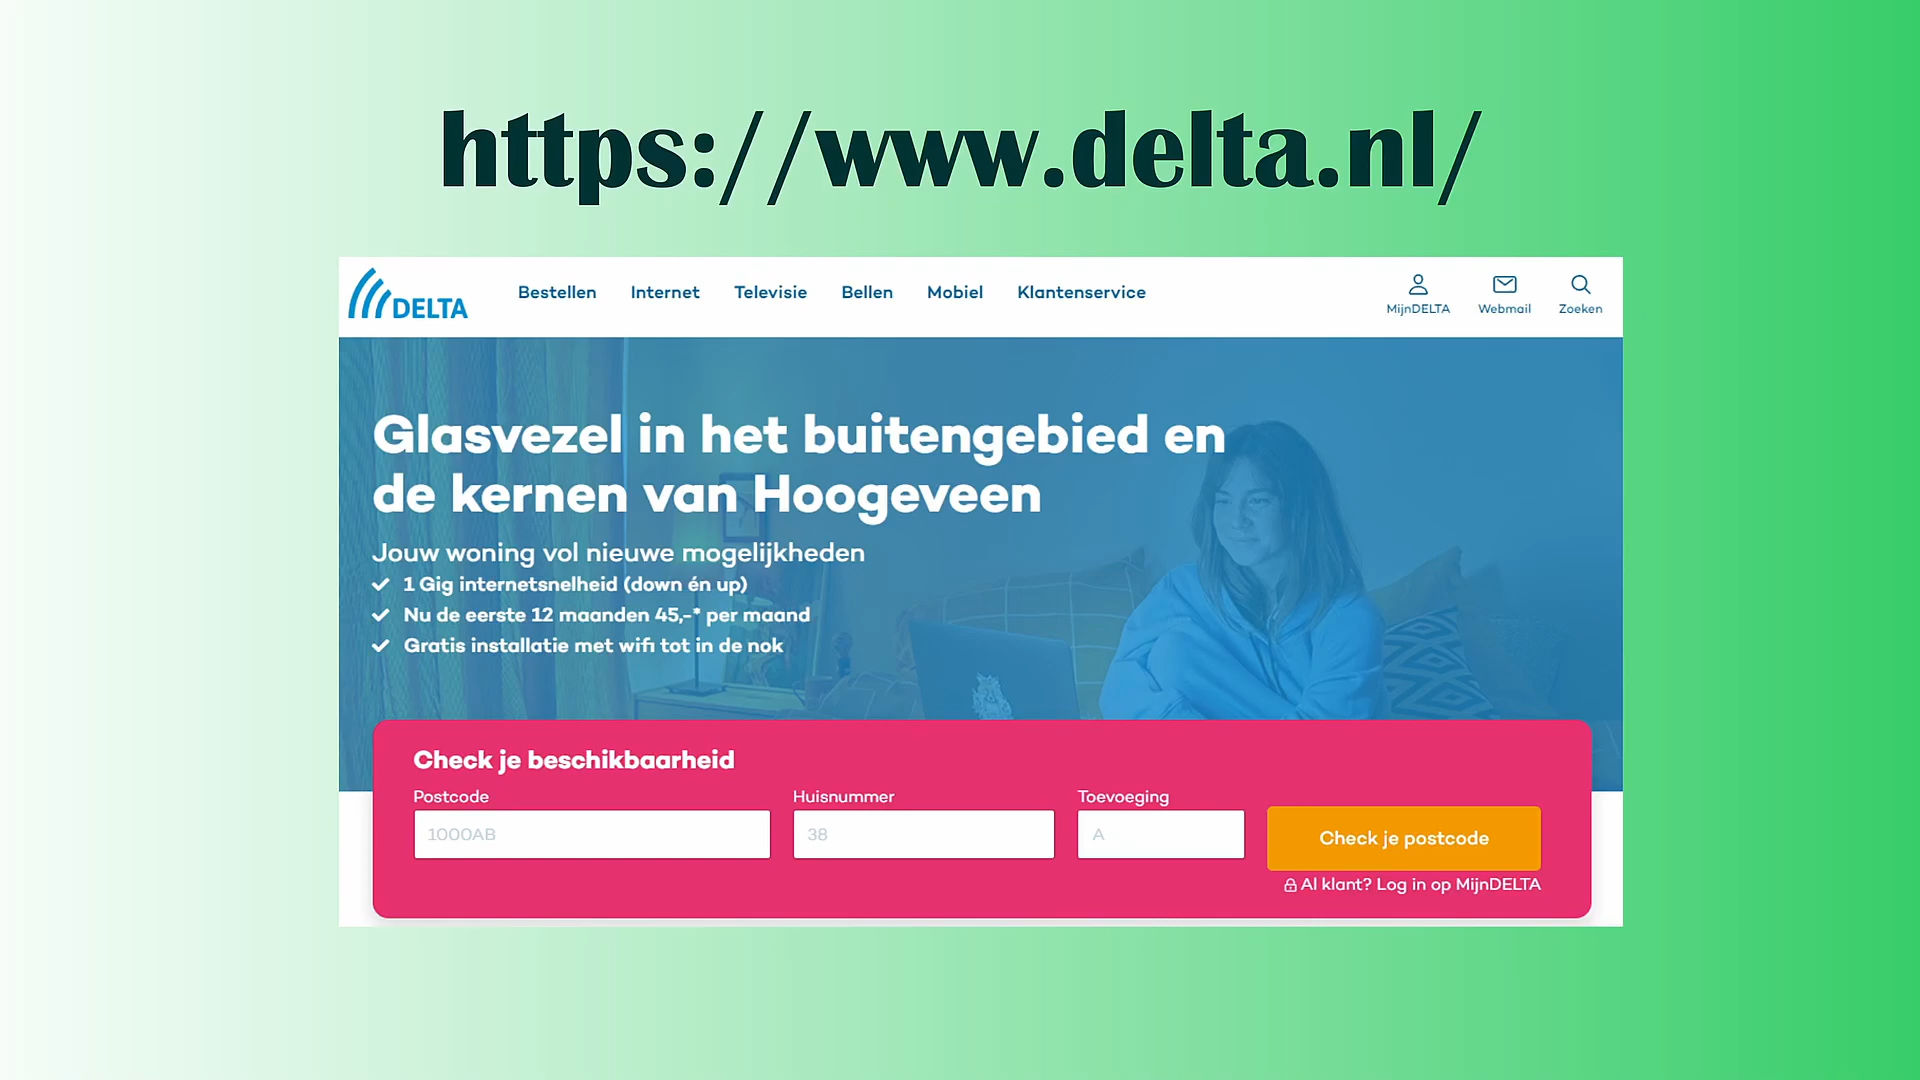 https://www.delta.nl/
DELTA
Bestellen Internet Televisie Bellen Mobiel Klantenservice
MijnDELTA Webmail Zoeken
Glasvezel in het buitengebied en
de kernen van Hoogeveen
Jouw woning vol nieuwe mogelijkheden
1 Gig internetsnelheid (down én up)
Nu de eerste 12 maanden 45,-* per maand
Gratis installatie met wifi tot in de nok
Check je beschikbaarheid
Postcode Huisnummer Toevoeging
1000AB 38 A
Check je postcode
Al klant? Log in op MijnDELTA